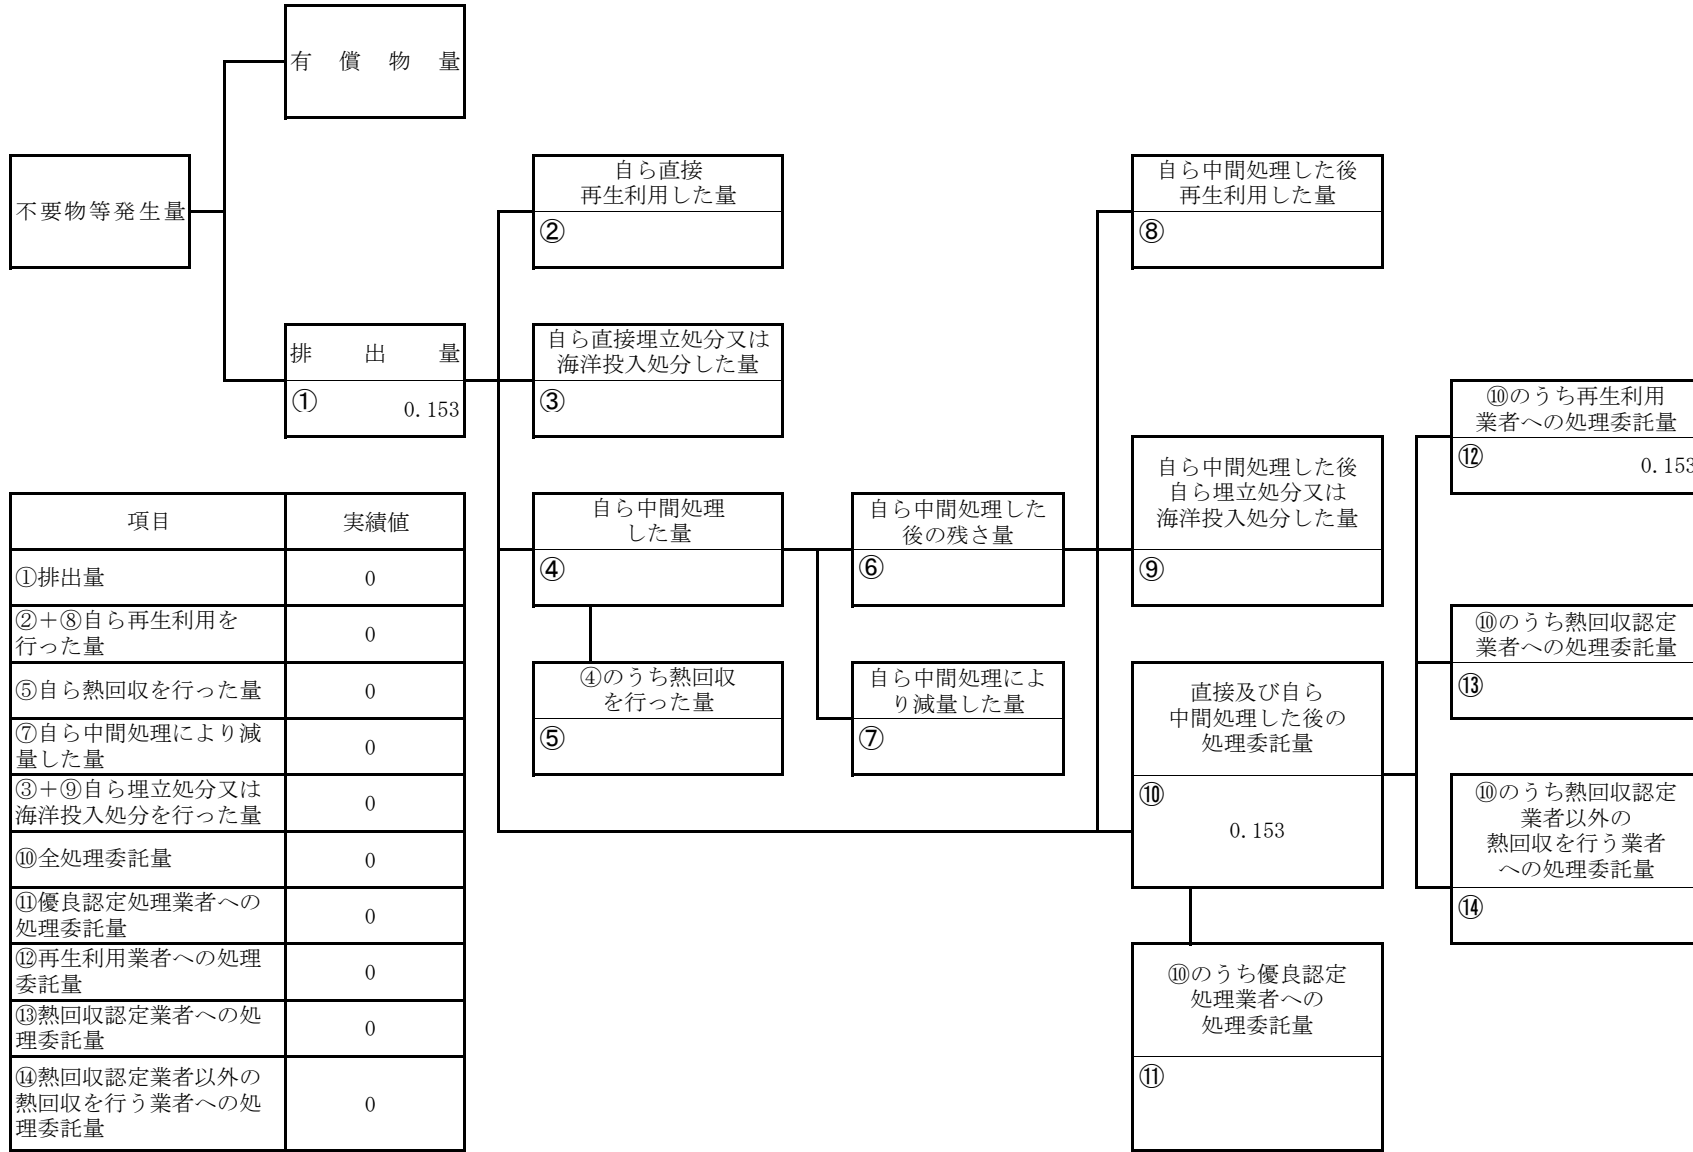 有償物量
不要物等発生量
排出量
① 0.153
自ら直接
再生利用した量
②
自ら直接埋立処分又は
海洋投入処分した量
③
自ら中間処理
した量
④
④のうち熱回収
を行った量
⑤
自ら中間処理した
後の残さ量
⑥
自ら中間処理によ
り減量した量
⑦
自ら中間処理した後
再生利用した量
⑧
自ら中間処理した後
自ら埋立処分又は
海洋投入処分した量
⑨
直接及び自ら
中間処理した後の
処理委託量
⑩
0.153
⑩のうち優良認定
処理業者への
処理委託量
⑪
⑩のうち再生利用
業者への処理委託量
⑫ 0.153
⑩のうち熱回収認定
業者への処理委託量
⑬
⑩のうち熱回収認定
業者以外の
熱回収を行う業者
への処理委託量
⑭
項目 実績値
①排出量 0
②+⑧自ら再生利用を
行った量 0
⑤自ら熱回収を行った量 0
⑦自ら中間処理により減
量した量 0
③+⑨自ら埋立処分又は
海洋投入処分を行った量 0
⑩全処理委託量 0
⑪優良認定処理業者への
処理委託量 0
⑫再生利用業者への処理
委託量 0
⑬熱回収認定業者への処
理委託量 0
⑭熱回収認定業者以外の
熱回収を行う業者への処
理委託量 0